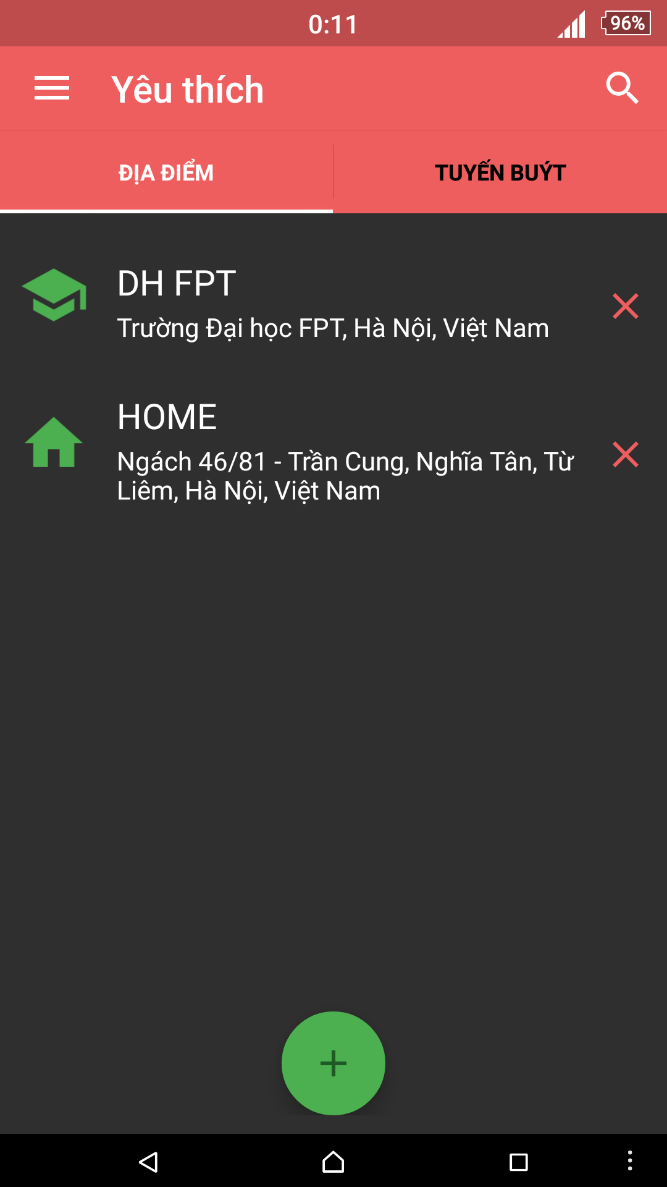 0:11
96%
Yêu thích
ĐỊA ĐIỂM
TUYẾN BUÝT
DH FPT
Trường Đại học FPT, Hà Nội, Việt Nam
HOME
Ngách 46/81 - Trần Cung, Nghĩa Tân, Từ
Liêm, Hà Nội, Việt Nam